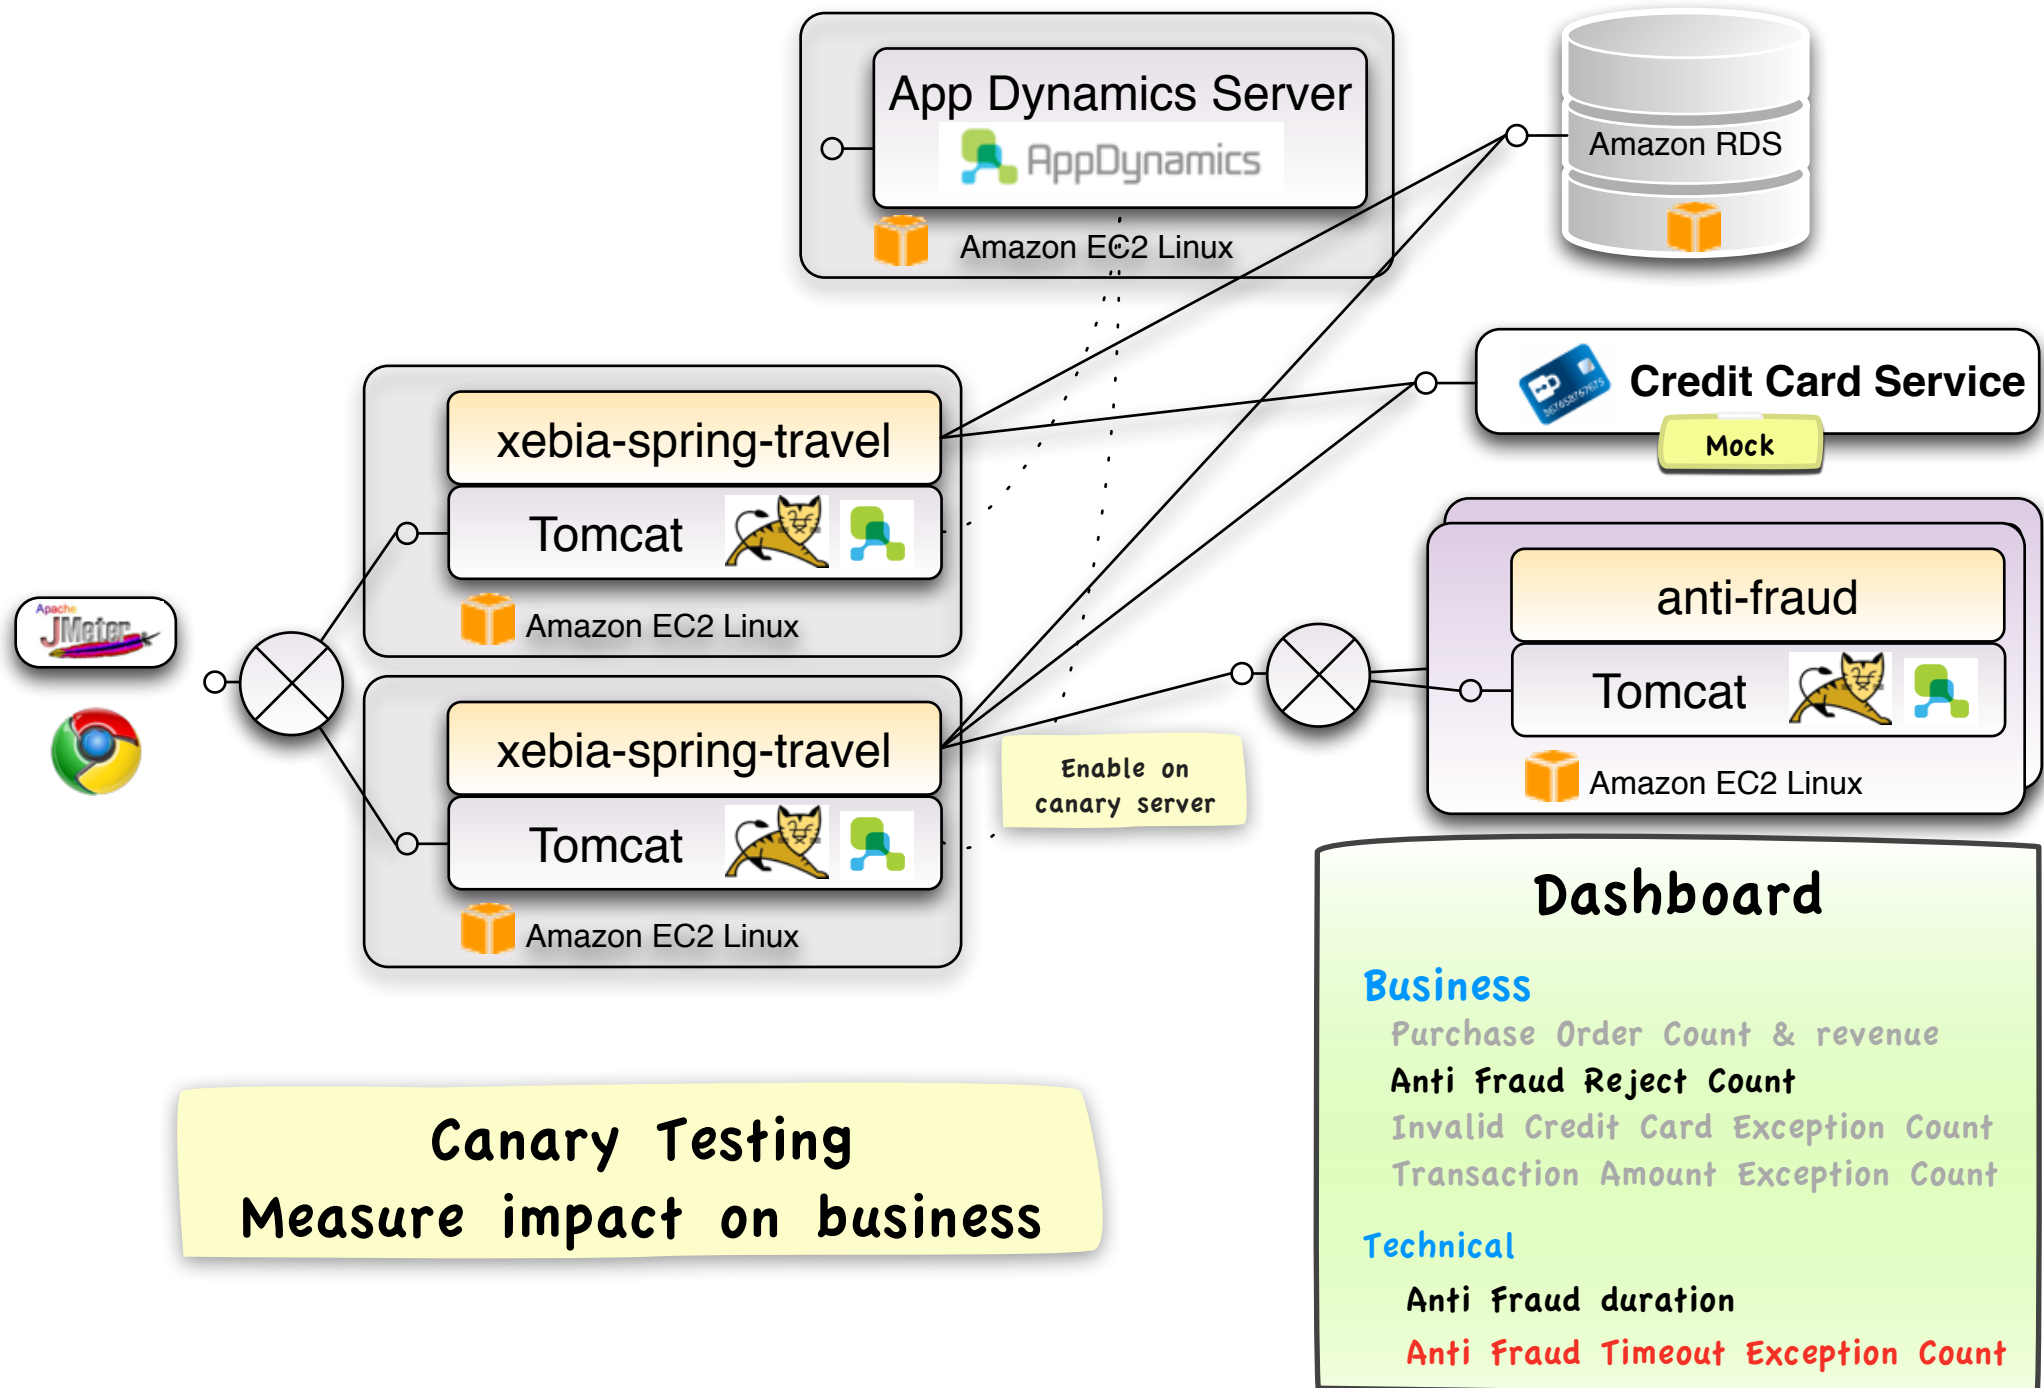 App Dynamics Server
AppDynamics
Amazon EC2 Linux
Amazon RDS
Credit Card Service
Mock
xebia-spring-travel
Tomcat
Amazon EC2 Linux
Apache
JMeter
xebia-spring-travel
Tomcat
Amazon EC2 Linux
Enable on
canary server
anti-fraud
Tomcat
Amazon EC2 Linux
Dashboard
Business
Purchase Order Count & revenue
Anti Fraud Reject Count
Invalid Credit Card Exception Count
Transaction Amount Exception Count
Technical
Anti Fraud duration
Anti Fraud Timeout Exception Count
Canary Testing
Measure impact on business